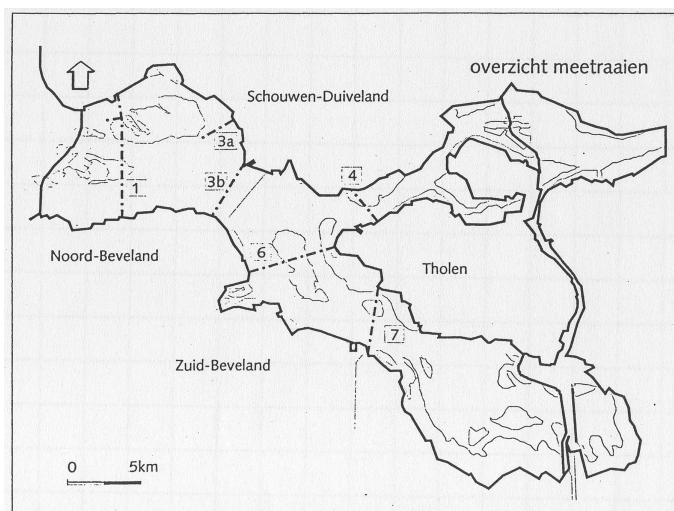 overzicht meetraaien
Schouwen-Duiveland
3a
3b
4
1
Noord-Beveland
6
Tholen
7
Zuid-Beveland
0 5km